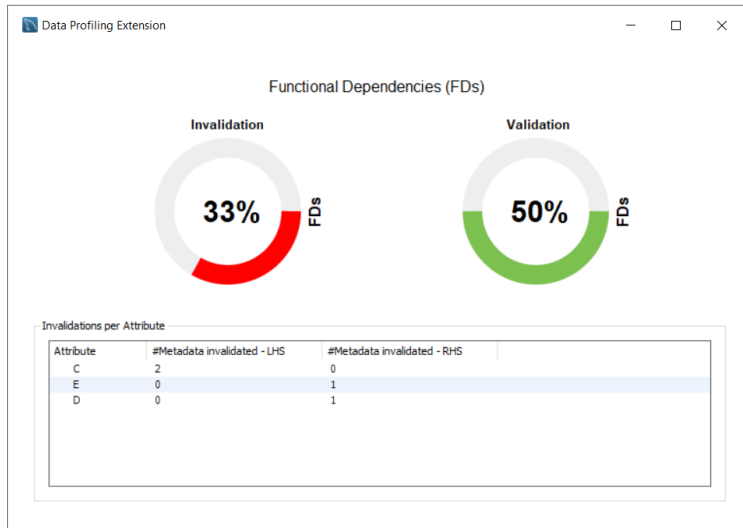 Data Profiling Extension
Functional Dependencies (FDs)
Invalidation Validation
33% FDs 50% FDs
Invalidations per Attribute
Attribute #Metadata invalidated - LHS #Metadata invalidated - RHS
C 2 0
E 0 1
D 0 1